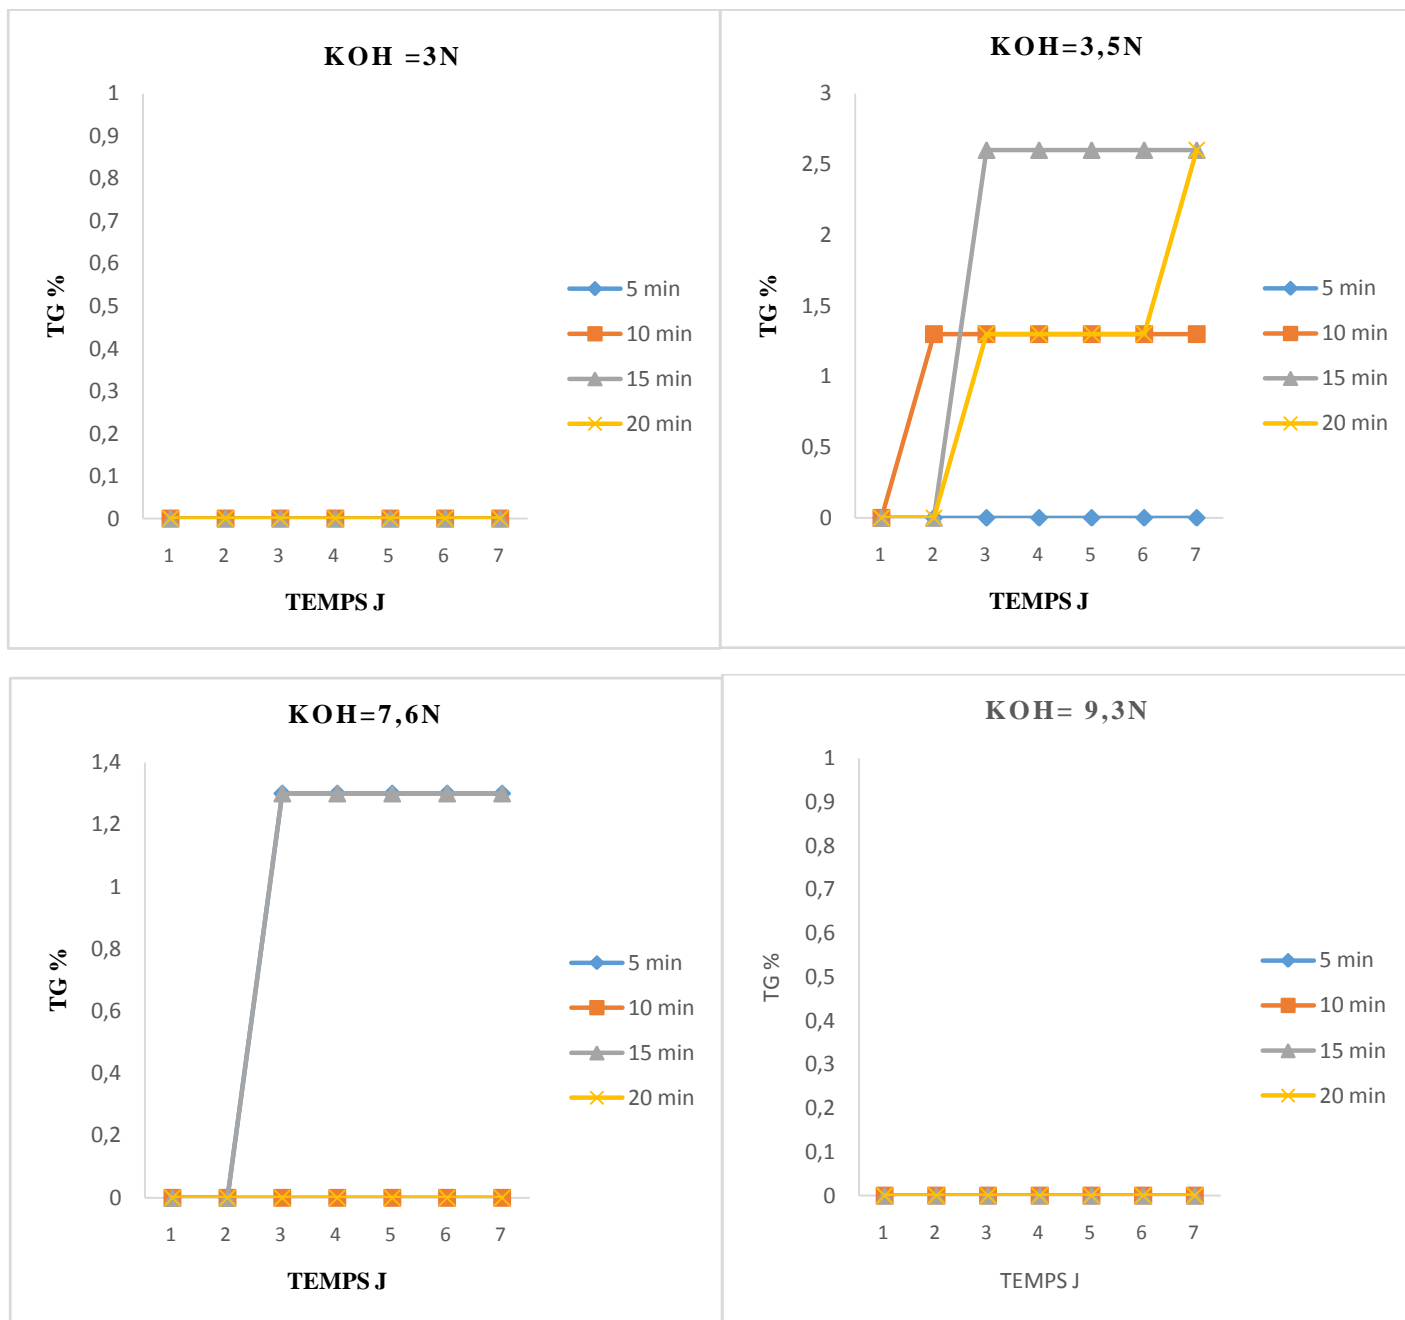 KOH =3N
1
0,9
0,8
0,7
0,6
0,5
0,4
0,3
0,2
0,1
0
TG %
1 2 3 4 5 6 7
TEMPS J
5 min
10 min
15 min
20 min
KOH=3,5N
3
2,5
2
1,5
1
0,5
0
TG %
1 2 3 4 5 6 7
TEMPS J
5 min
10 min
15 min
20 min
KOH=7,6N
1,4
1,2
1
0,8
0,6
0,4
0,2
0
TG %
1 2 3 4 5 6 7
TEMPS J
5 min
10 min
15 min
20 min
KOH= 9,3N
1
0,9
0,8
0,7
0,6
0,5
0,4
0,3
0,2
0,1
0
TG %
1 2 3 4 5 6 7
TEMPS J
5 min
10 min
15 min
20 min